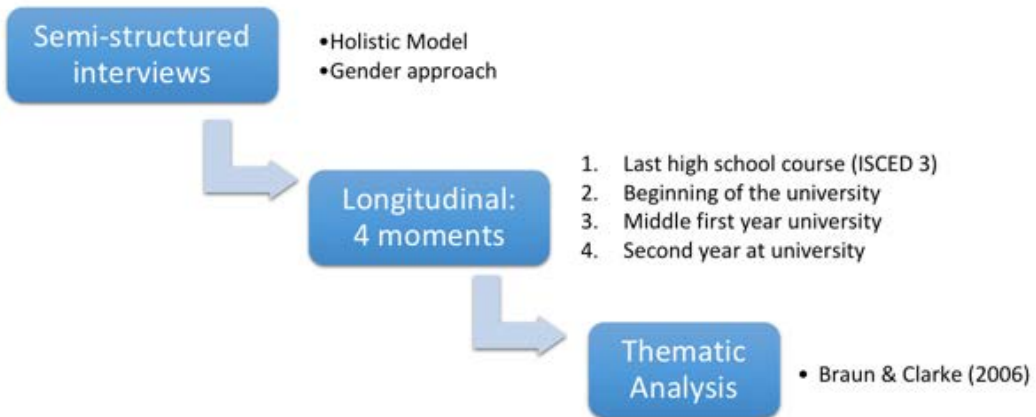 Semi-structured
interviews
•Holistic Model
•Gender approach
Longitudinal:
4 moments
1. Last high school course (ISCED 3)
2. Beginning of the university
3. Middle first year university
4. Second year at university
Thematic
Analysis
• Braun & Clarke (2006)